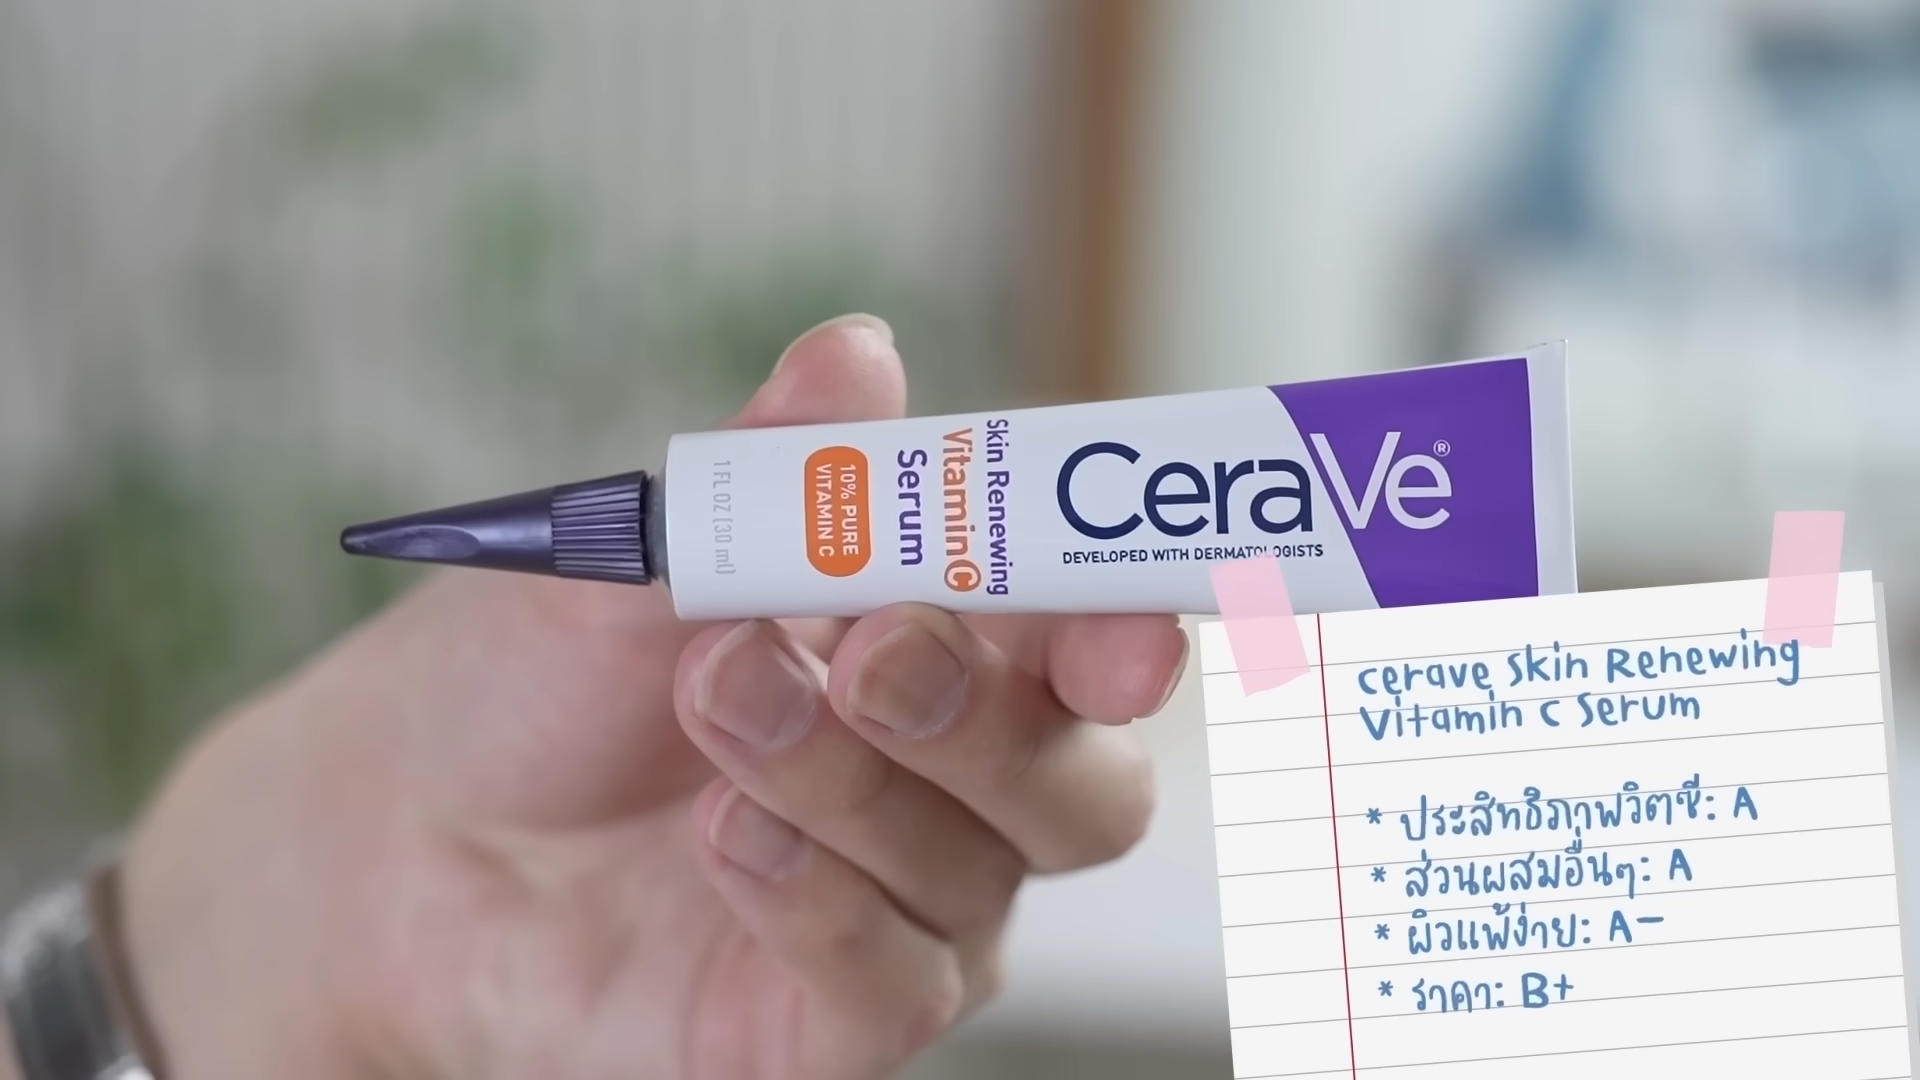 CeraVe®
DEVELOPED WITH DERMATOLOGISTS
Skin Renewing
Vitamin C
Serum
10% PURE
VITAMIN C
1 FL OZ (30 ml)
cerave Skin Renewing
Vitamin C Serum
* ประสิทธิภาพวิตซี: A
* ส่วนผสมอื่นๆ: A
* ผิวแพ้ง่าย: A-
* ราคา: B+